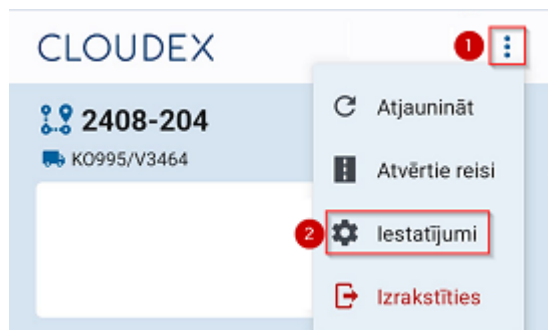 CLOUDEX
1
2408-204
KO995/V3464
Atjaunināt
Atvērtie reisi
2
Iestatījumi
Izrakstīties